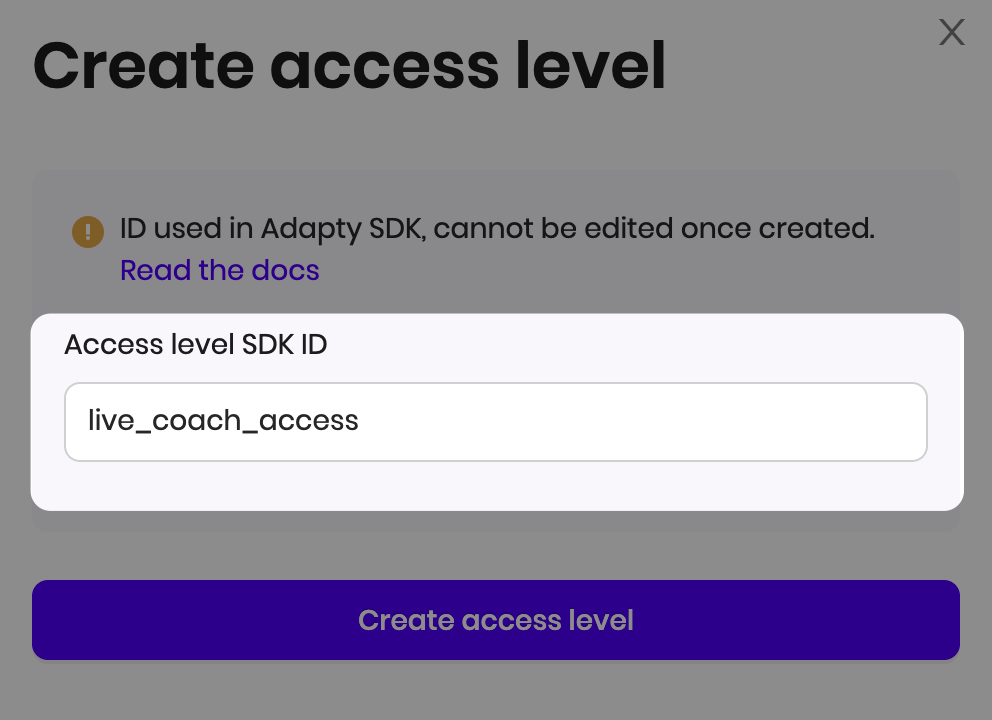 Create access level
X
! ID used in Adapty SDK, cannot be edited once created.
Read the docs
Access level SDK ID
live_coach_access
Create access level